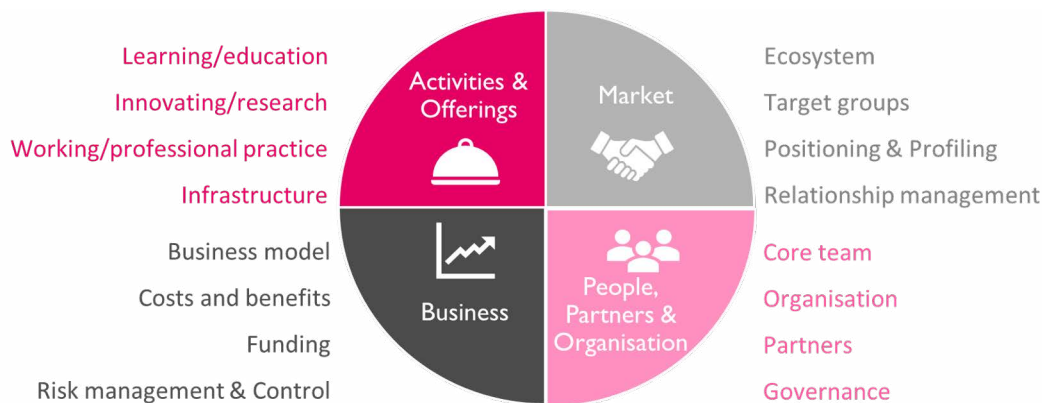 Learning/education
Innovating/research
Working/professional practice
Infrastructure
Activities &
Offerings
Market
Ecosystem
Target groups
Positioning & Profiling
Relationship management
Business model
Costs and benefits
Funding
Risk management & Control
Business
People,
Partners &
Organisation
Core team
Organisation
Partners
Governance